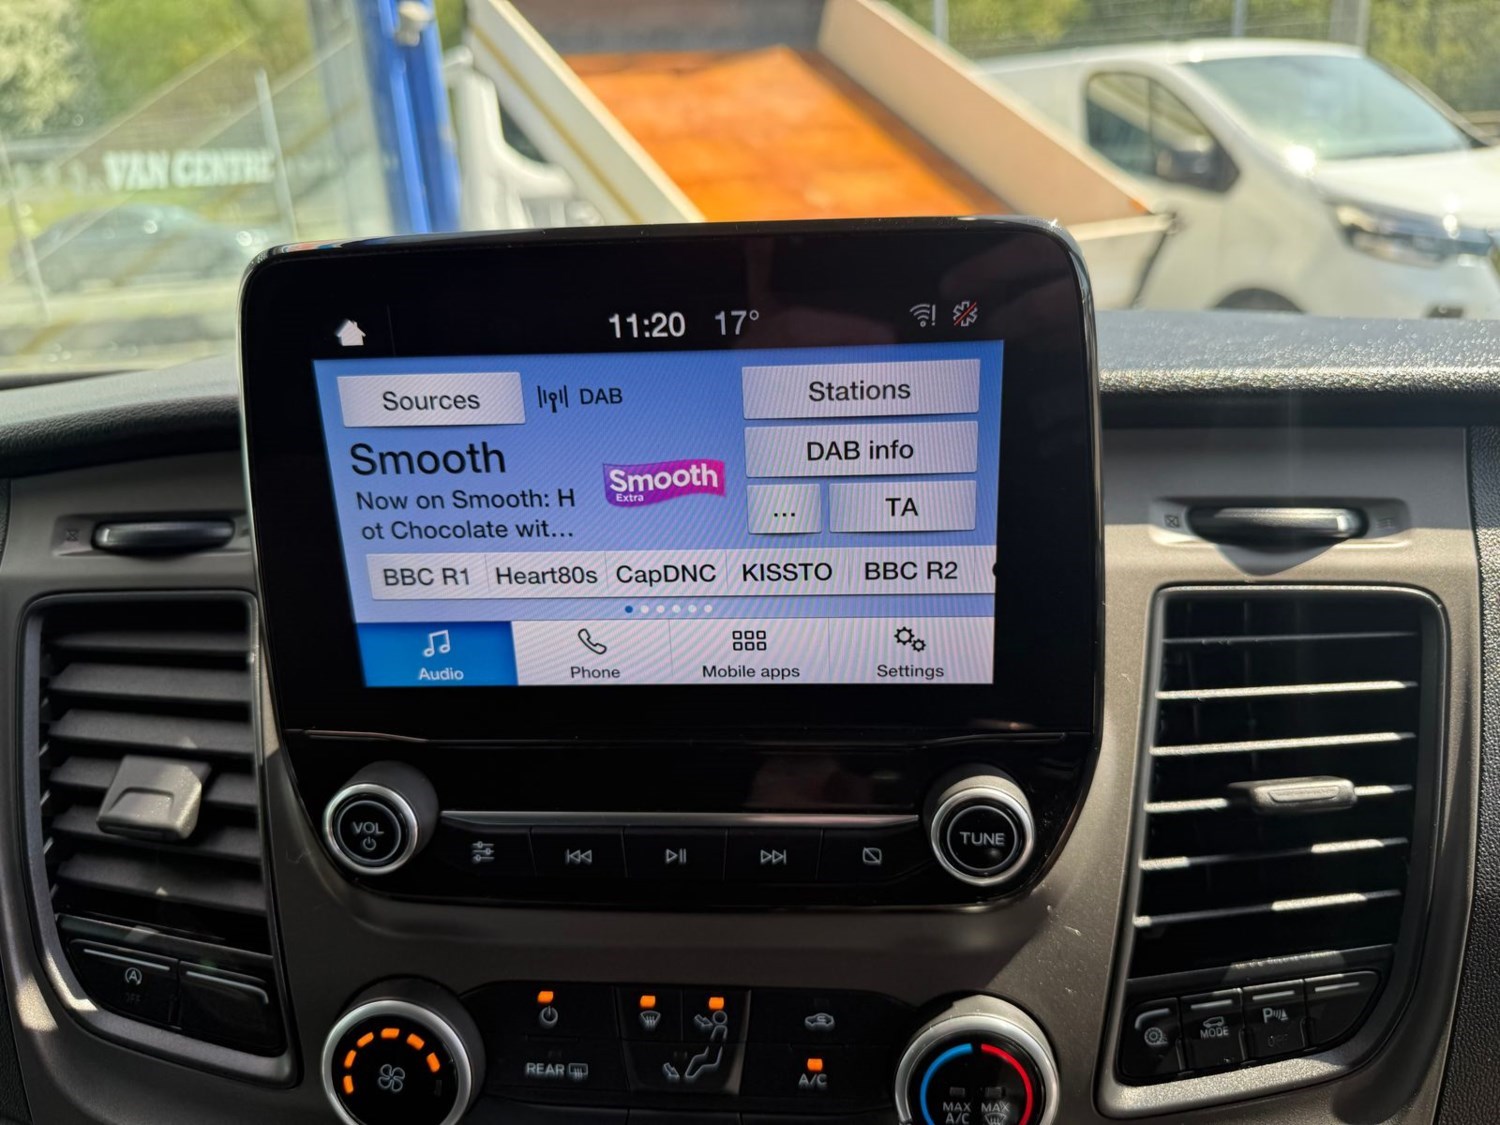 VAN CENTRE
11:20 17°
Sources DAB Stations
Smooth
Smooth
Extra
DAB info
Now on Smooth: H
ot Chocolate wit...
... TA
BBC R1 Heart80s CapDNC KISSTO BBC R2
Audio Phone Mobile apps Settings
VOL
TUNE
A
OFF
REAR
A/C
MAX
A/C
MAX
MODE
P
OFF